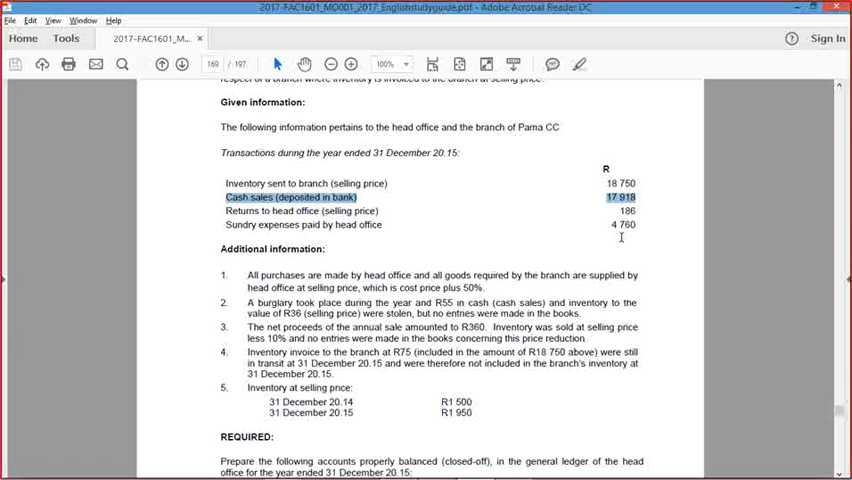 2017-FAC1601_MO001_2017_Englishstudyguide.pdf - Adobe Acrobat Reader DC
File Edit View Window Help
Home Tools 2017-FAC1601_M... × Sign In
169 / 197 100%
respect of a branch where inventory is invoiced to the branch at selling price.
Given information:
The following information pertains to the head office and the branch of Pama CC
Transactions during the year ended 31 December 20.15:
R
Inventory sent to branch (selling price) 18 750
Cash sales (deposited in bank) 17 918
Returns to head office (selling price) 186
Sundry expenses paid by head office 4 760
Additional information:
1. All purchases are made by head office and all goods required by the branch are supplied by
head office at selling price, which is cost price plus 50%.
2. A burglary took place during the year and R55 in cash (cash sales) and inventory to the
value of R36 (selling price) were stolen, but no entries were made in the books.
3. The net proceeds of the annual sale amounted to R360. Inventory was sold at selling price
less 10% and no entries were made in the books concerning this price reduction.
4. Inventory invoice to the branch at R75 (included in the amount of R18 750 above) were still
in transit at 31 December 20.15 and were therefore not included in the branch's inventory at
31 December 20.15.
5. Inventory at selling price:
31 December 20.14 R1 500
31 December 20.15 R1 950
REQUIRED:
Prepare the following accounts properly balanced (closed-off), in the general ledger of the head
office for the year ended 31 December 20.15: